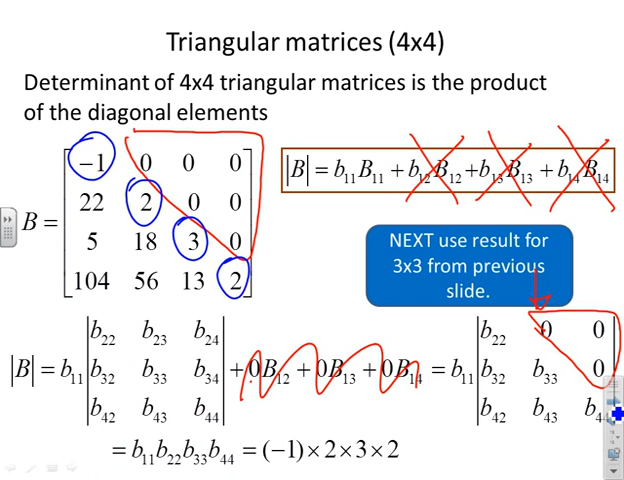 Triangular matrices (4x4)
Determinant of 4x4 triangular matrices is the product
of the diagonal elements
B = [ −1 0 0 0
22 2 0 0
5 18 3 0
104 56 13 2 ]
|B| = b₁₁B₁₁ + b₁₂B₁₂ + b₁₃B₁₃ + b₁₄B₁₄
NEXT use result for
3x3 from previous
slide.
|B| = b₁₁ | b₂₂ b₂₃ b₂₄
b₃₂ b₃₃ b₃₄
b₄₂ b₄₃ b₄₄ | + 0B₁₂ + 0B₁₃ + 0B₁₄ = b₁₁ | b₂₂ 0 0
b₃₂ b₃₃ 0
b₄₂ b₄₃ b₄₄ |
= b₁₁b₂₂b₃₃b₄₄ = (−1) × 2 × 3 × 2